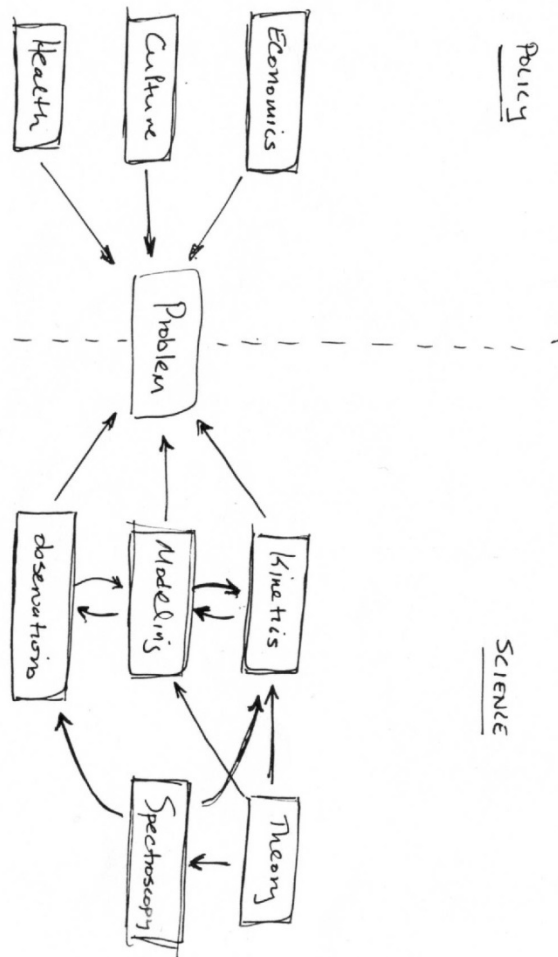 POLICY
Economics
Culture
Health
Problem
SCIENCE
Kinetics
Modeling
observations
Theory
Spectroscopy